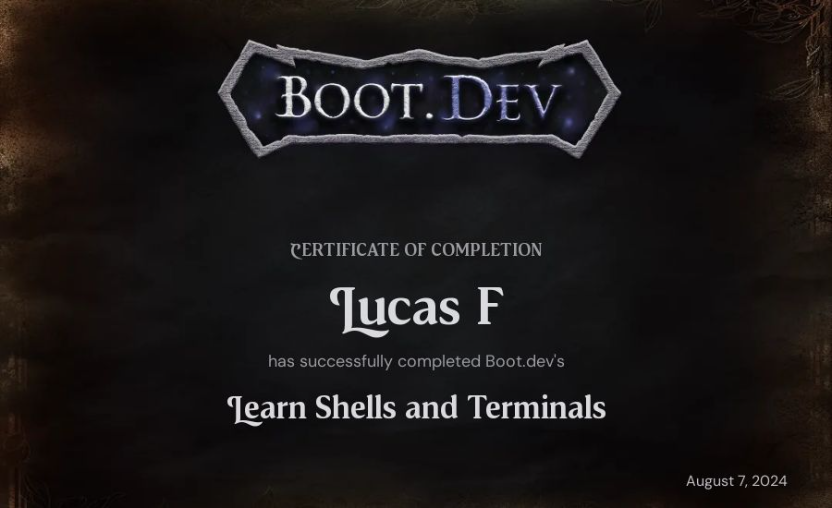 BOOT.DEV
CERTIFICATE OF COMPLETION
Lucas F
has successfully completed Boot.dev's
Learn Shells and Terminals
August 7, 2024